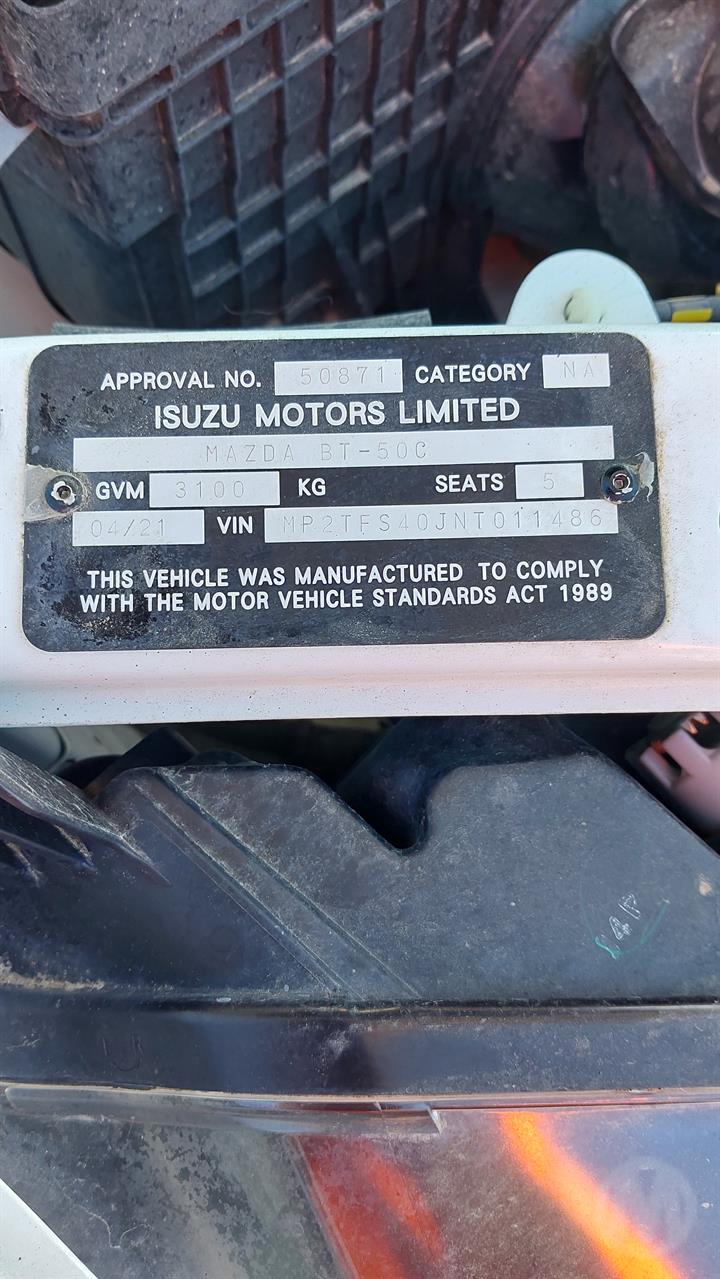 APPROVAL NO. 50871 CATEGORY NA
ISUZU MOTORS LIMITED
MAZDA BT-50C
GVM 3100 KG SEATS 5
04/21 VIN MP2TFS40JNT011486
THIS VEHICLE WAS MANUFACTURED TO COMPLY
WITH THE MOTOR VEHICLE STANDARDS ACT 1989